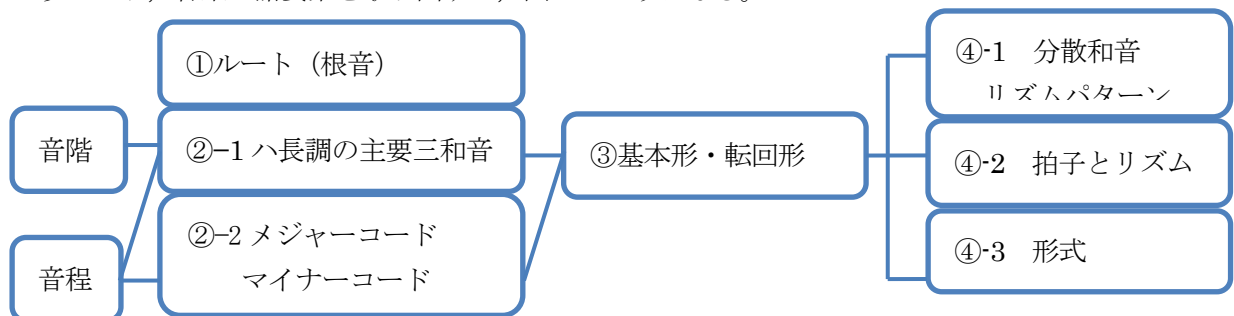 ①ルート（根音）
音階
②−1 ハ長調の主要三和音
②−2 メジャーコード
マイナーコード
音程
③基本形・転回形
④-1 分散和音
リズムパターン
④-2 拍子とリズム
④-3 形式